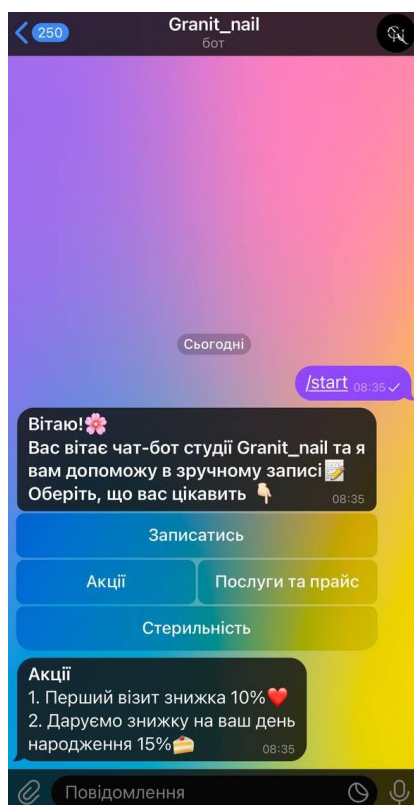 250
Granit_nail
бот
Сьогодні
/start 08:35
Вітаю!🌸
Вас вітає чат-бот студії Granit_nail та я
вам допоможу в зручному записі📝
Оберіть, що вас цікавить 👇🏻 08:35
Записатись
Акції Послуги та прайс
Стерильність
Акції
1. Перший візит знижка 10%❤️
2. Даруємо знижку на ваш день
народження 15%🍰 08:35
Повідомлення